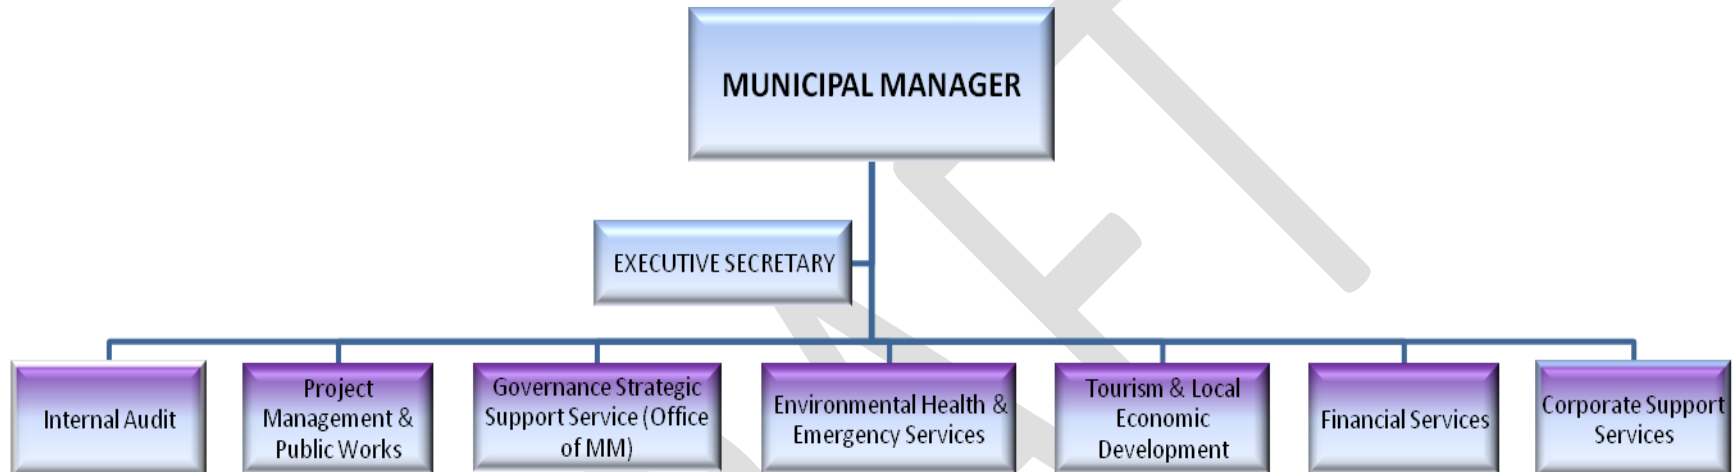 MUNICIPAL MANAGER
EXECUTIVE SECRETARY
Internal Audit
Project
Management &
Public Works
Governance Strategic
Support Service (Office
of MM)
Environmental Health &
Emergency Services
Tourism & Local
Economic
Development
Financial Services
Corporate Support
Services